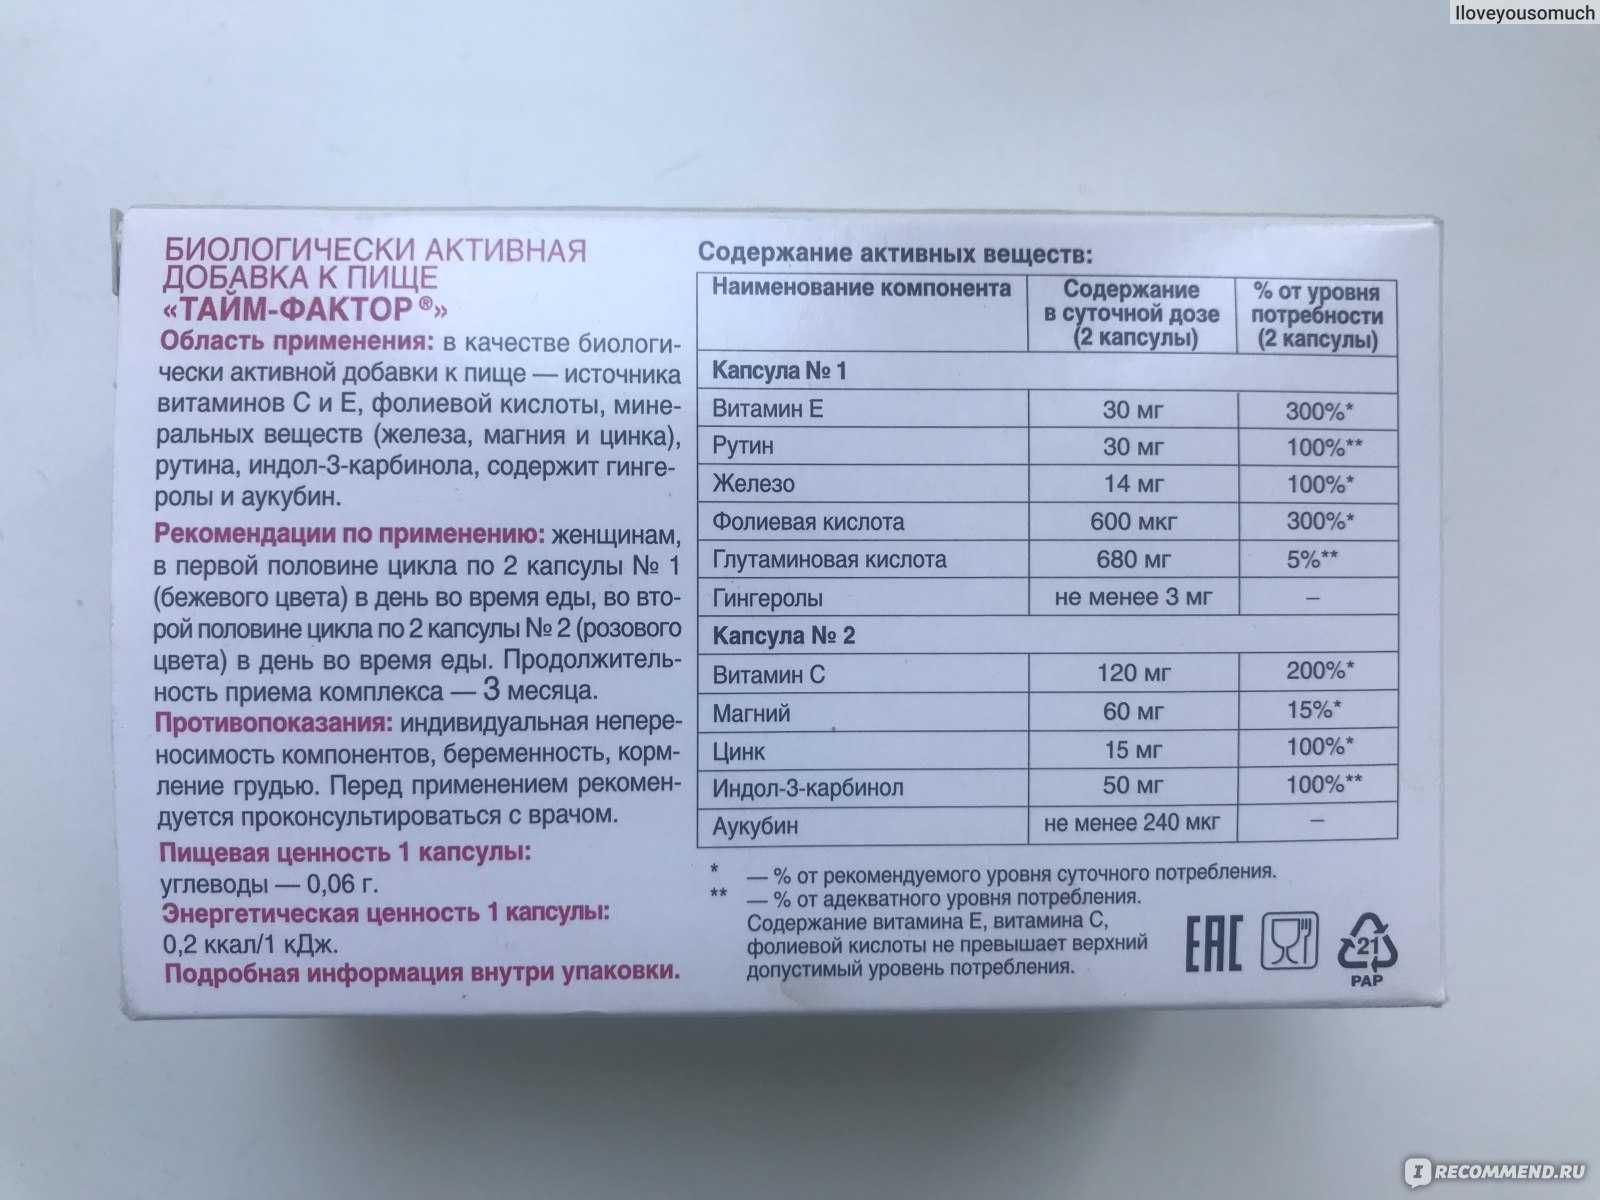 Iloveyousomuch
БИОЛОГИЧЕСКИ АКТИВНАЯ
ДОБАВКА К ПИЩЕ
«ТАЙМ-ФАКТОР®»
Область применения: в качестве биологи-
чески активной добавки к пище — источника
витаминов С и Е, фолиевой кислоты, мине-
ральных веществ (железа, магния и цинка),
рутина, индол-3-карбинола, содержит гинге-
ролы и аукубин.
Рекомендации по применению: женщинам,
в первой половине цикла по 2 капсулы № 1
(бежевого цвета) в день во время еды, во вто-
рой половине цикла по 2 капсулы № 2 (розового
цвета) в день во время еды. Продолжитель-
ность приема комплекса — 3 месяца.
Противопоказания: индивидуальная непере-
носимость компонентов, беременность, корм-
ление грудью. Перед применением рекомен-
дуется проконсультироваться с врачом.
Пищевая ценность 1 капсулы:
углеводы — 0,06 г.
Энергетическая ценность 1 капсулы:
0,2 ккал/1 кДж.
Подробная информация внутри упаковки.
Содержание активных веществ:
Наименование компонента Содержание в суточной дозе (2 капсулы) % от уровня потребности (2 капсулы)
Капсула № 1
Витамин Е 30 мг 300%*
Рутин 30 мг 100%**
Железо 14 мг 100%*
Фолиевая кислота 600 мкг 300%*
Глутаминовая кислота 680 мг 5%**
Гингеролы не менее 3 мг –
Капсула № 2
Витамин С 120 мг 200%*
Магний 60 мг 15%*
Цинк 15 мг 100%*
Индол-3-карбинол 50 мг 100%**
Аукубин не менее 240 мкг –
* — % от рекомендуемого уровня суточного потребления.
** — % от адекватного уровня потребления.
Содержание витамина Е, витамина С,
фолиевой кислоты не превышает верхний
допустимый уровень потребления.
EAC
21
PAP
I RECOMMEND.RU